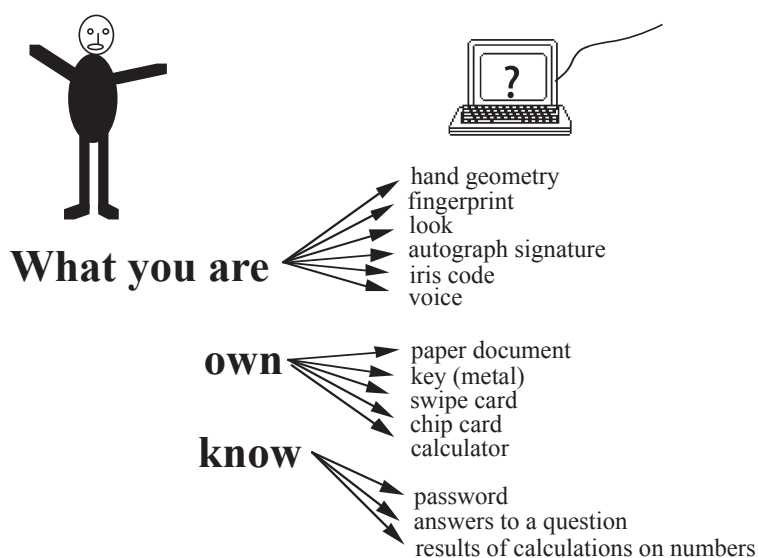 ?
hand geometry
fingerprint
look
autograph signature
iris code
voice
What you are
paper document
key (metal)
swipe card
chip card
calculator
own
password
answers to a question
results of calculations on numbers
know